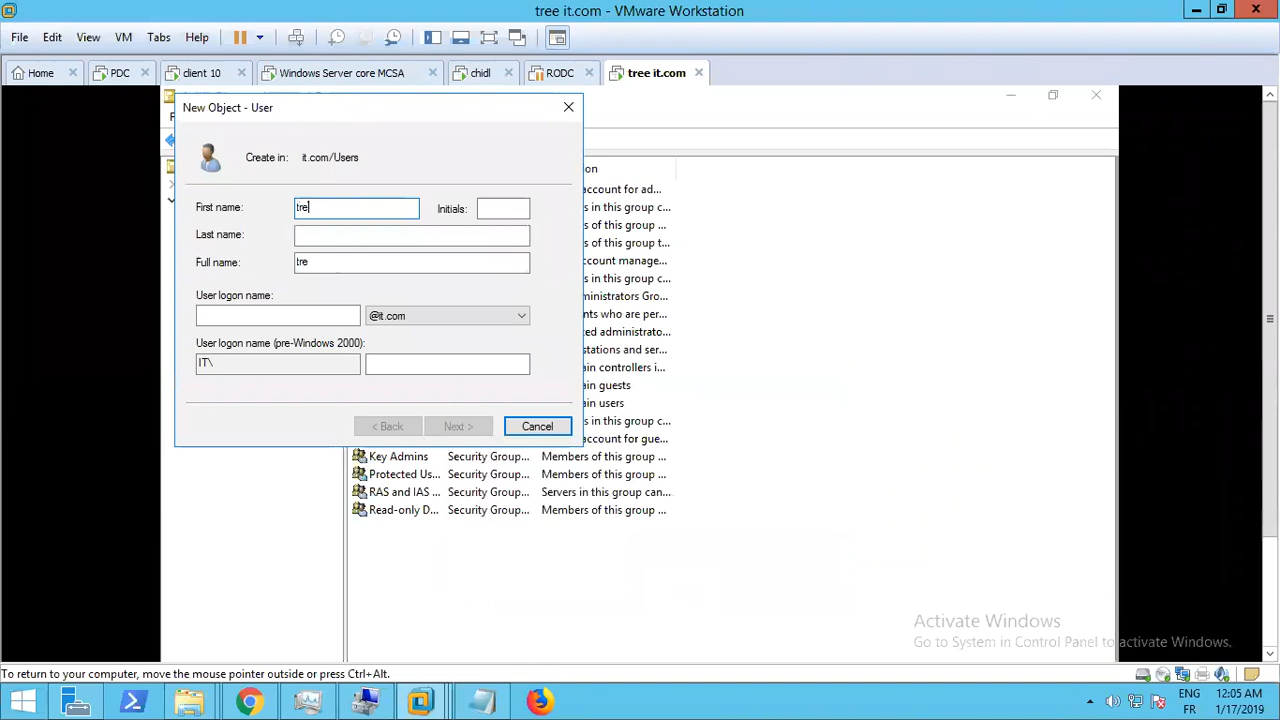 tree it.com - VMware Workstation
File Edit View VM Tabs Help
Home PDC client 10 Windows Server core MCSA chidl RODC tree it.com
New Object - User
Create in: it.com/Users
First name: tre Initials:
Last name:
Full name: tre
User logon name:
@it.com
User logon name (pre-Windows 2000):
IT\
< Back Next > Cancel
on
account for ad...
s in this group c...
s of this group ...
s of this group t...
ccount manage...
s in this group c...
ministrators Gro...
nts who are per...
ted administrato...
stations and ser...
ain controllers i...
ain guests
ain users
s in this group c...
account for gue...
Key Admins Security Group... Members of this group ...
Protected Us... Security Group... Members of this group ...
RAS and IAS ... Security Group... Servers in this group can...
Read-only D... Security Group... Members of this group ...
Activate Windows
Go to System in Control Panel to activate Windows.
To return to your computer, move the mouse pointer outside or press Ctrl+Alt.
ENG 12:05 AM
FR 1/17/2019